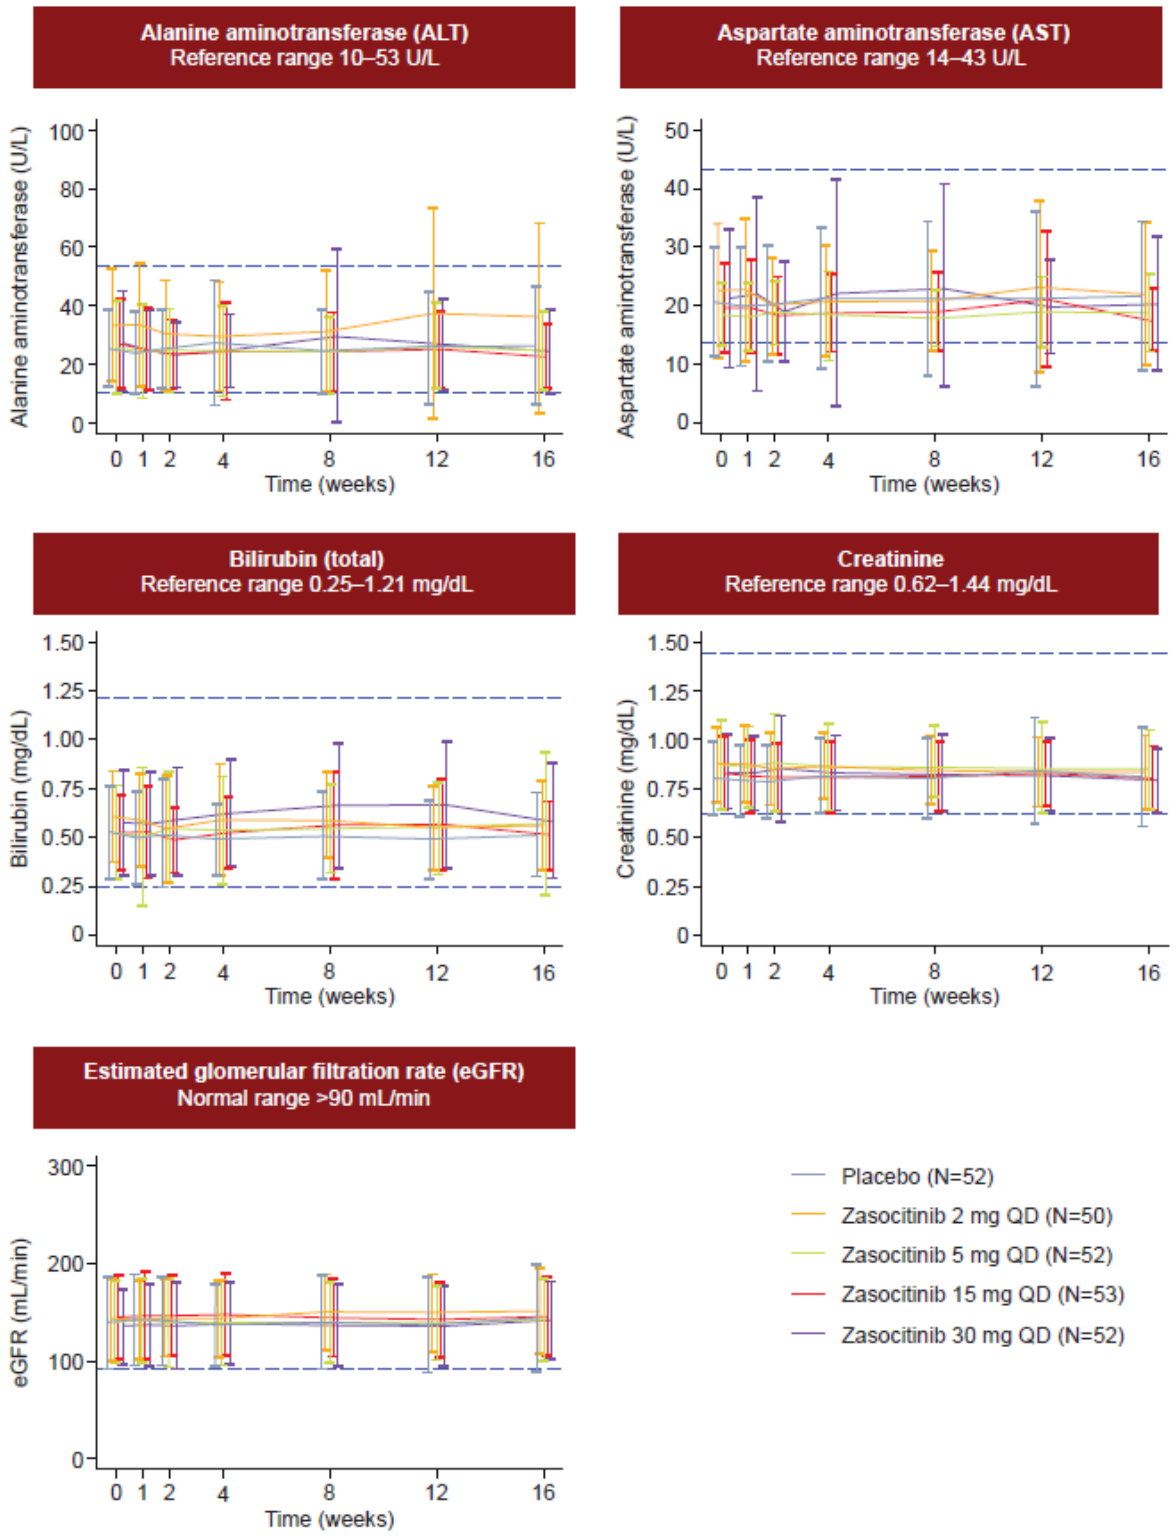 Alanine aminotransferase (ALT)
Reference range 10–53 U/L
Alanine aminotransferase (U/L)
100
80
60
40
20
0
0 1 2 4 8 12 16
Time (weeks)
Aspartate aminotransferase (AST)
Reference range 14–43 U/L
Aspartate aminotransferase (U/L)
50
40
30
20
10
0
0 1 2 4 8 12 16
Time (weeks)
Bilirubin (total)
Reference range 0.25–1.21 mg/dL
Bilirubin (mg/dL)
1.50
1.25
1.00
0.75
0.50
0.25
0
0 1 2 4 8 12 16
Time (weeks)
Creatinine
Reference range 0.62–1.44 mg/dL
Creatinine (mg/dL)
1.50
1.25
1.00
0.75
0.50
0.25
0
0 1 2 4 8 12 16
Time (weeks)
Estimated glomerular filtration rate (eGFR)
Normal range >90 mL/min
eGFR (mL/min)
300
200
100
0
0 1 2 4 8 12 16
Time (weeks)
Placebo (N=52)
Zasocitinib 2 mg QD (N=50)
Zasocitinib 5 mg QD (N=52)
Zasocitinib 15 mg QD (N=53)
Zasocitinib 30 mg QD (N=52)